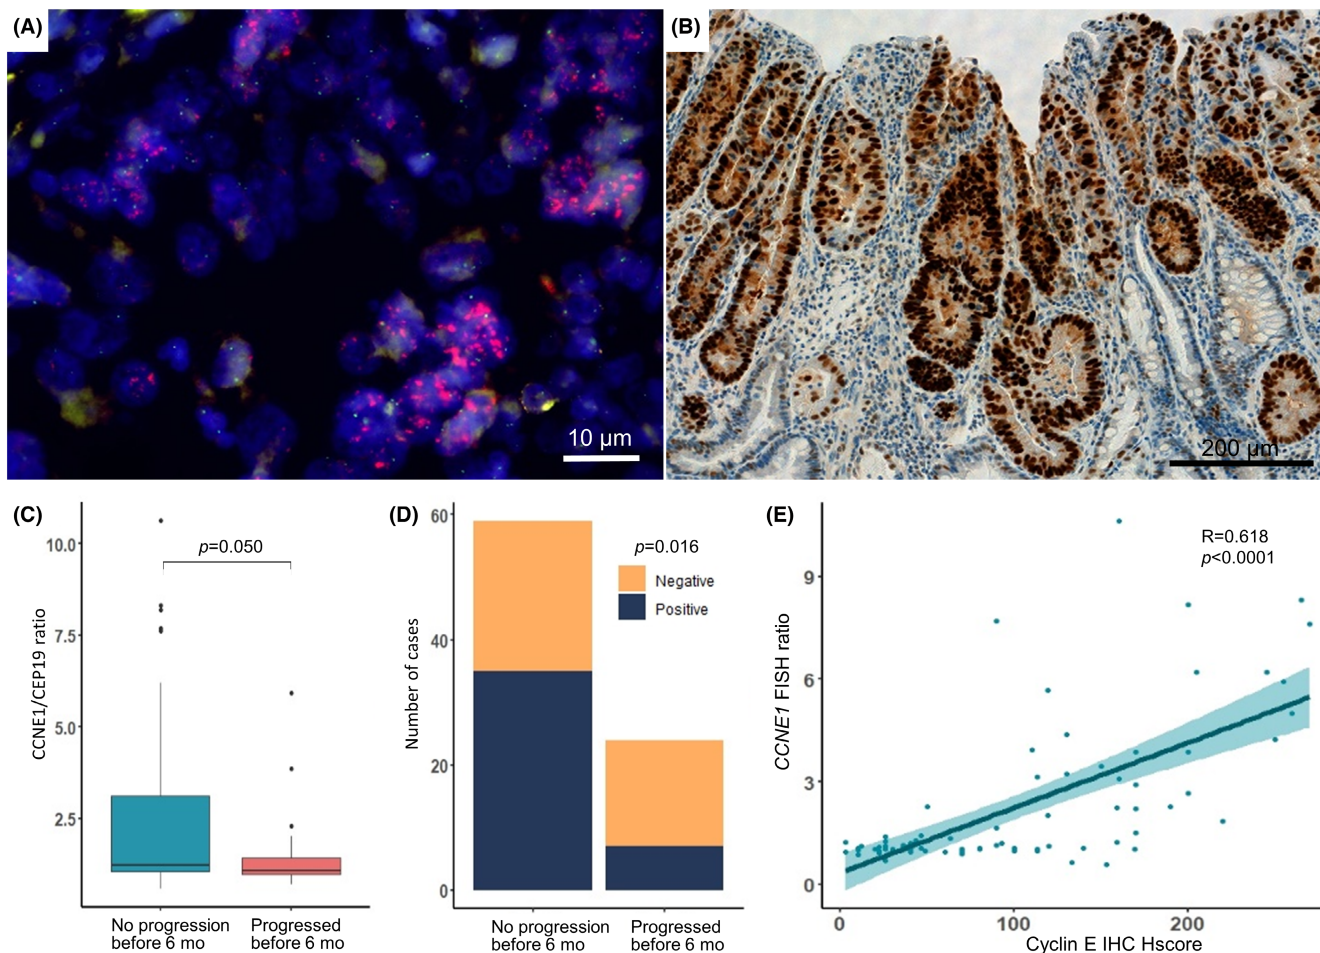 (A)
10 µm
(B)
200 µm
(C)
CCNE1/CEP19 ratio
10.0
7.5
5.0
2.5
p=0.050
No progression
before 6 mo
Progressed
before 6 mo
(D)
Number of cases
60
40
20
0
p=0.016
Negative
Positive
No progression
before 6 mo
Progressed
before 6 mo
(E)
CCNE1 FISH ratio
9
6
3
0
R=0.618
p<0.0001
0
100
200
Cyclin E IHC Hscore